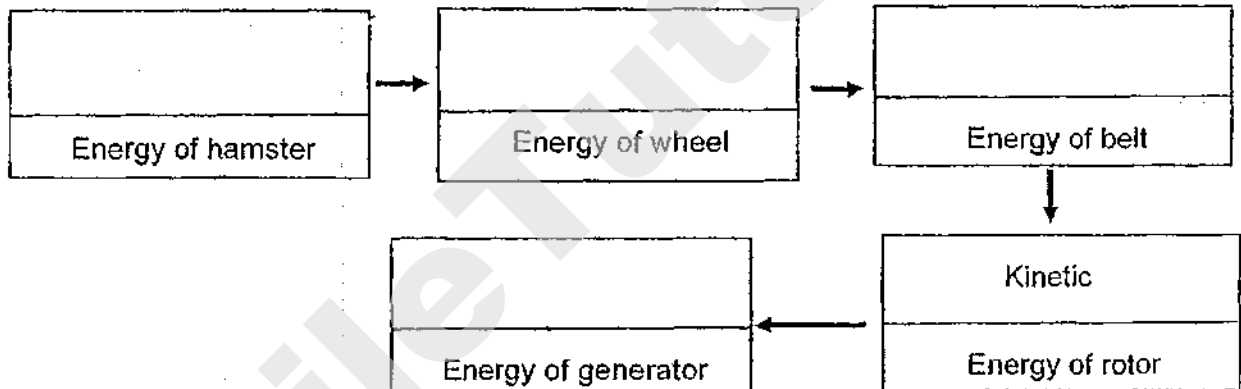 Energy of hamster
Energy of wheel
Energy of belt
Kinetic
Energy of rotor
Energy of generator